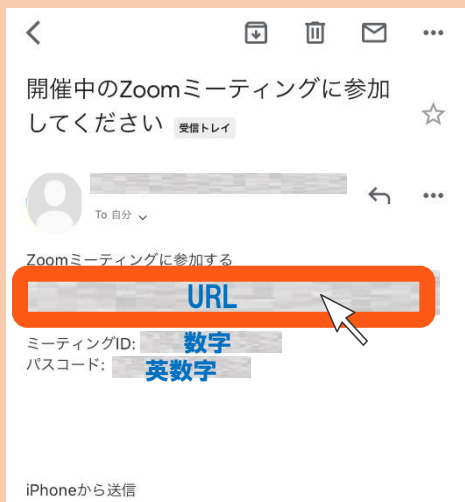 開催中のZoomミーティングに参加
してください 受信トレイ
To 自分
Zoomミーティングに参加する
URL
ミーティングID: 数字
パスコード: 英数字
iPhoneから送信